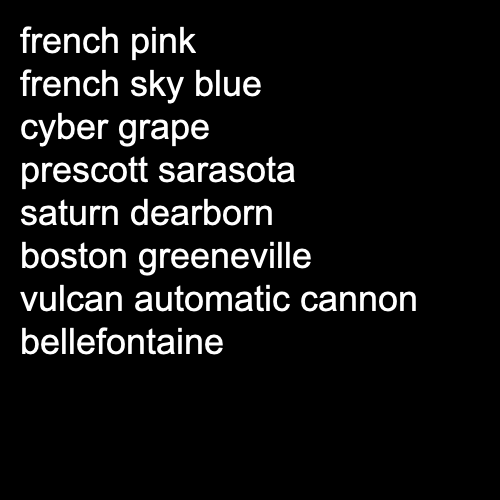 french pink
french sky blue
cyber grape
prescott sarasota
saturn dearborn
boston greeneville
vulcan automatic cannon
bellefontaine